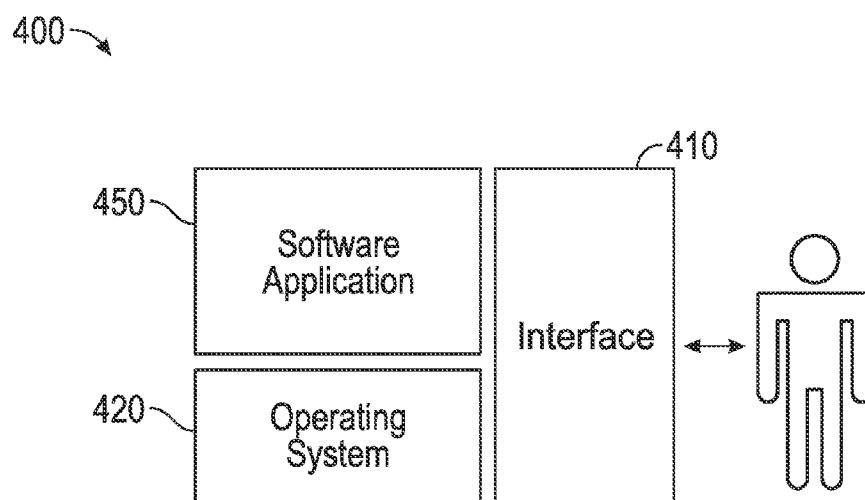 400
410
450
Software
Application
Interface
420
Operating
System